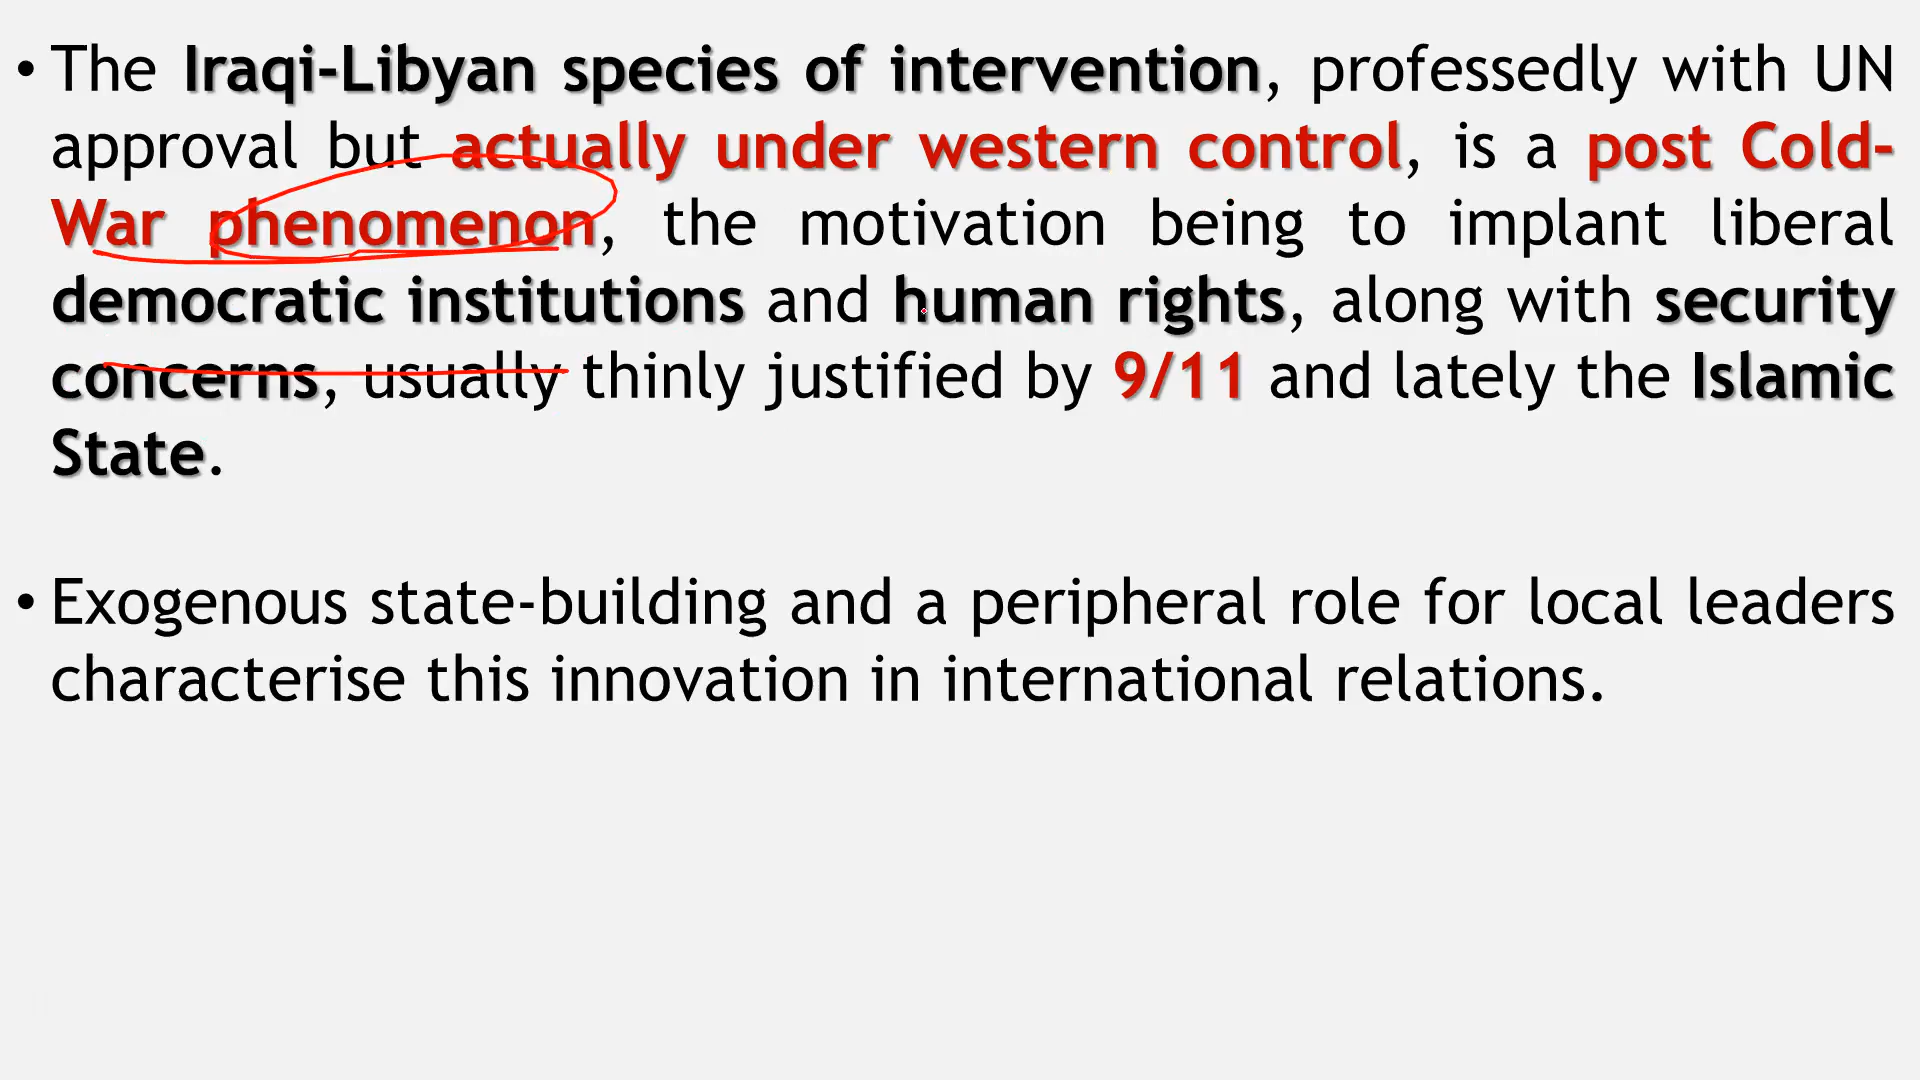 • The Iraqi-Libyan species of intervention, professedly with UN
approval but actually under western control, is a post Cold-
War phenomenon, the motivation being to implant liberal
democratic institutions and human rights, along with security
concerns, usually thinly justified by 9/11 and lately the Islamic
State.
• Exogenous state-building and a peripheral role for local leaders
characterise this innovation in international relations.